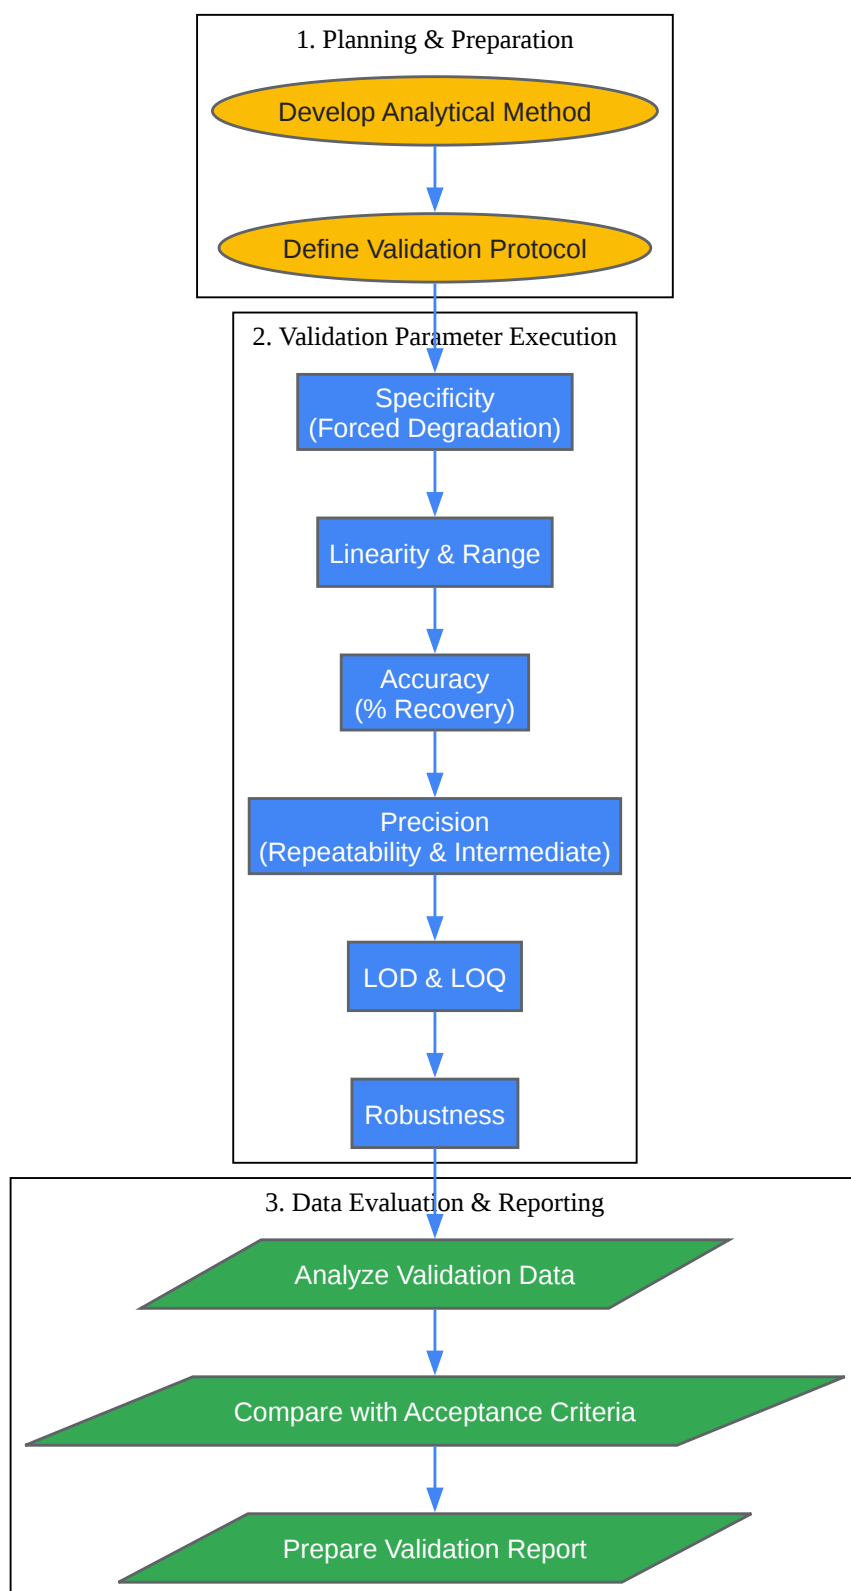 1. Planning & Preparation
Develop Analytical Method
Define Validation Protocol
2. Validation Parameter Execution
Specificity
(Forced Degradation)
Linearity & Range
Accuracy
(% Recovery)
Precision
(Repeatability & Intermediate)
LOD & LOQ
Robustness
3. Data Evaluation & Reporting
Analyze Validation Data
Compare with Acceptance Criteria
Prepare Validation Report